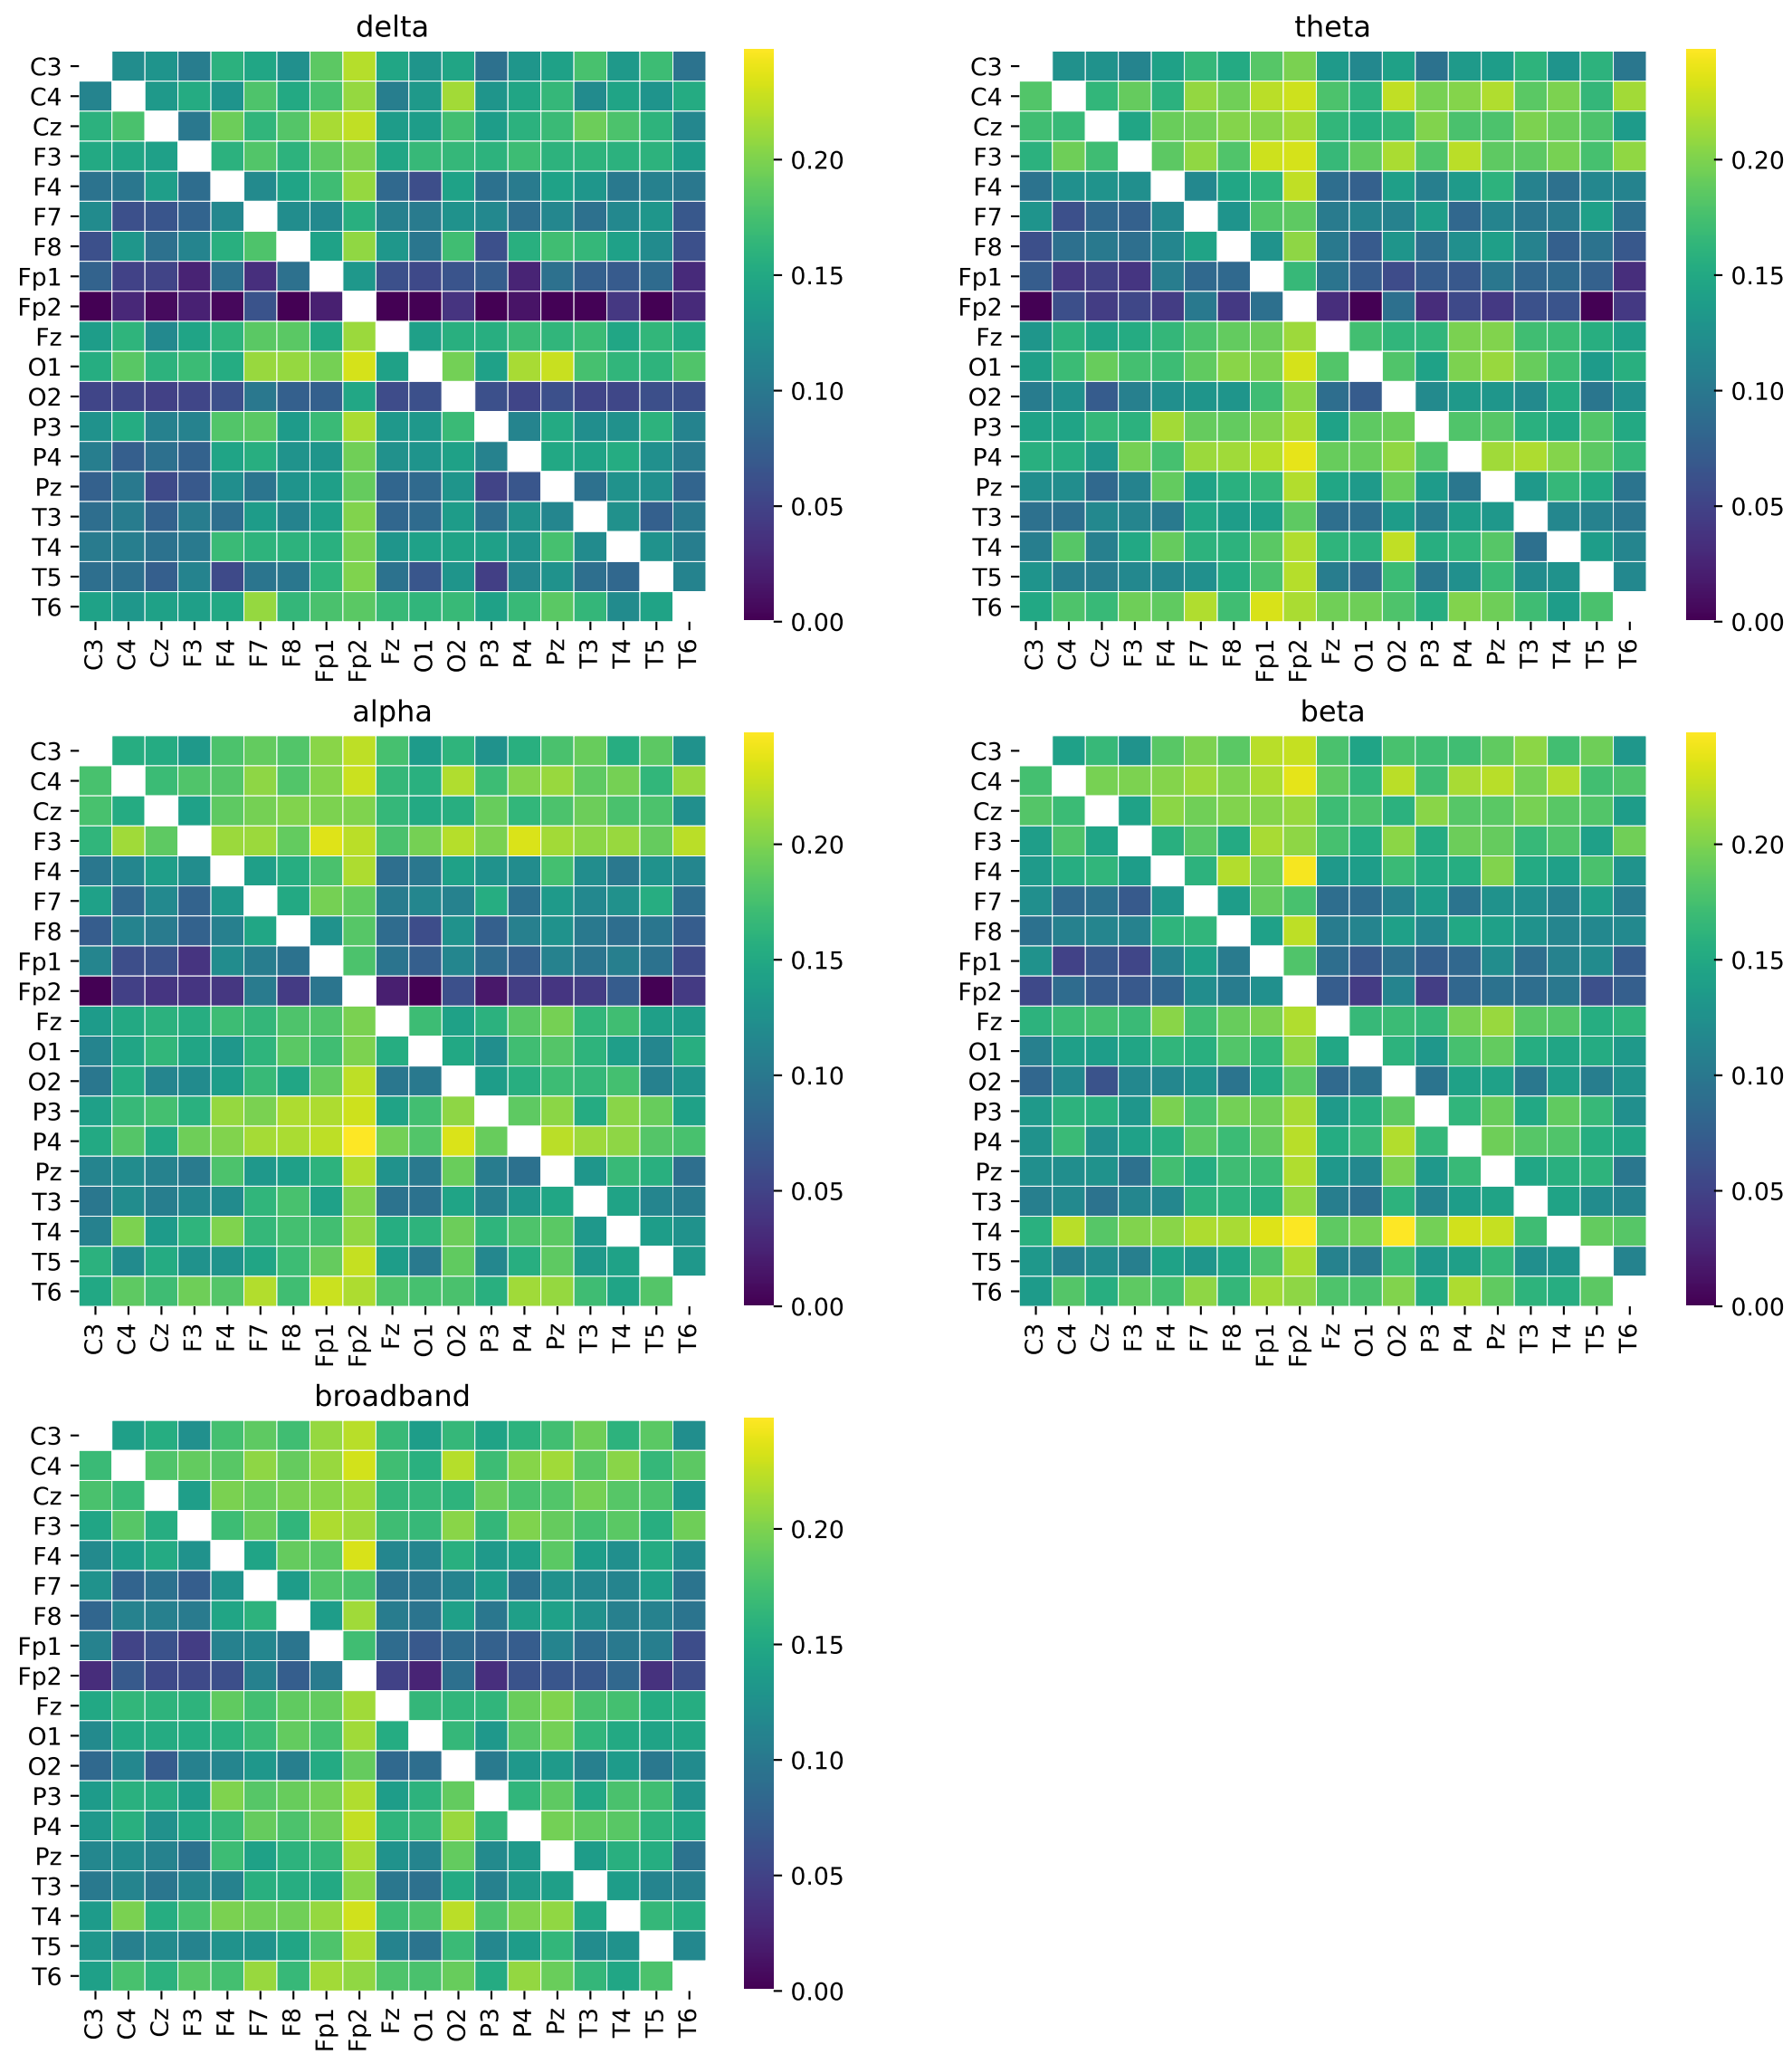 delta
theta
C3
C4
Cz
F3
F4
F7
F8
Fp1
Fp2
Fz
O1
O2
P3
P4
Pz
T3
T4
T5
T6
C3 C4 Cz F3 F4 F7 F8 Fp1 Fp2 Fz O1 O2 P3 P4 Pz T3 T4 T5 T6
0.20
0.15
0.10
0.05
0.00
C3
C4
Cz
F3
F4
F7
F8
Fp1
Fp2
Fz
O1
O2
P3
P4
Pz
T3
T4
T5
T6
C3 C4 Cz F3 F4 F7 F8 Fp1 Fp2 Fz O1 O2 P3 P4 Pz T3 T4 T5 T6
0.20
0.15
0.10
0.05
0.00
alpha
beta
C3
C4
Cz
F3
F4
F7
F8
Fp1
Fp2
Fz
O1
O2
P3
P4
Pz
T3
T4
T5
T6
C3 C4 Cz F3 F4 F7 F8 Fp1 Fp2 Fz O1 O2 P3 P4 Pz T3 T4 T5 T6
0.20
0.15
0.10
0.05
0.00
C3
C4
Cz
F3
F4
F7
F8
Fp1
Fp2
Fz
O1
O2
P3
P4
Pz
T3
T4
T5
T6
C3 C4 Cz F3 F4 F7 F8 Fp1 Fp2 Fz O1 O2 P3 P4 Pz T3 T4 T5 T6
0.20
0.15
0.10
0.05
0.00
broadband
C3
C4
Cz
F3
F4
F7
F8
Fp1
Fp2
Fz
O1
O2
P3
P4
Pz
T3
T4
T5
T6
C3 C4 Cz F3 F4 F7 F8 Fp1 Fp2 Fz O1 O2 P3 P4 Pz T3 T4 T5 T6
0.20
0.15
0.10
0.05
0.00